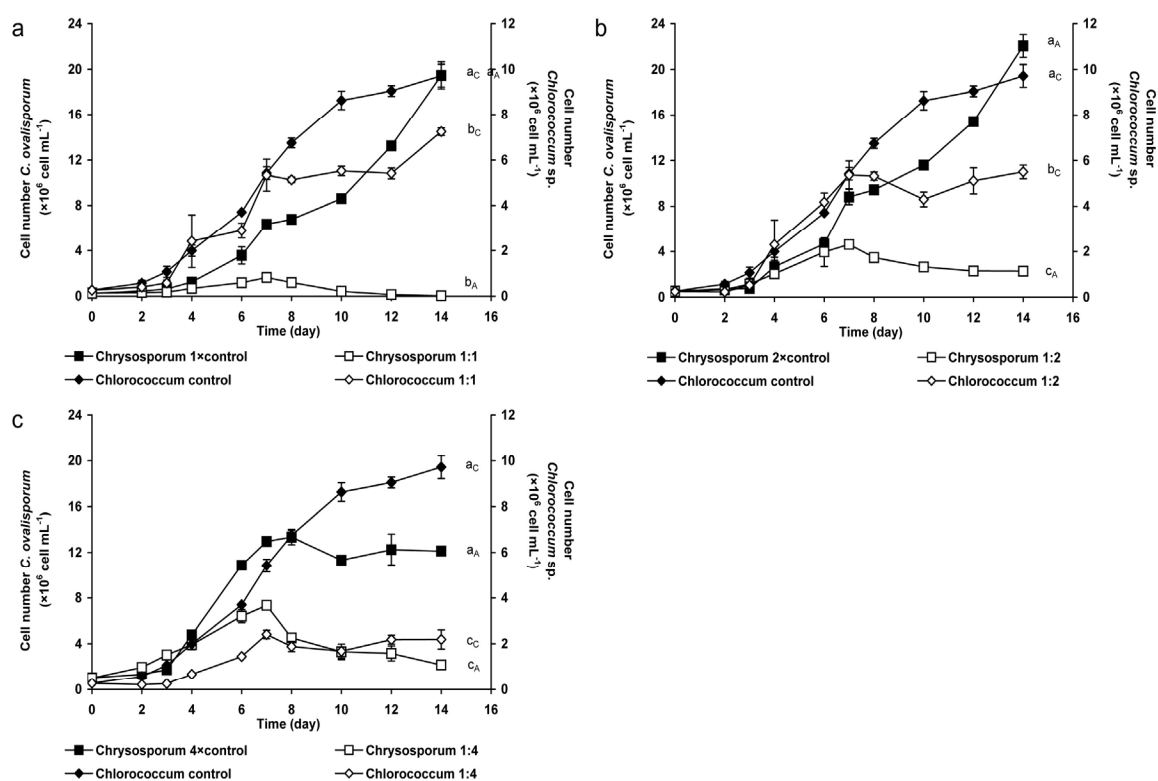 a
24
20
16
12
8
4
0
Cell number C. ovalisporum
(×10⁶ cell mL⁻¹)
12
10
8
6
4
2
0
Cell number
Chlorococcum sp.
(×10⁶ cell mL⁻¹)
aC aA
bC
bA
0 2 4 6 8 10 12 14 16
Time (day)
Chrysosporum 1×control Chrysosporum 1:1
Chlorococcum control Chlorococcum 1:1
b
24
20
16
12
8
4
0
Cell number C. ovalisporum
(×10⁶ cell mL⁻¹)
12
10
8
6
4
2
0
Cell number
Chlorococcum sp.
(×10⁶ cell mL⁻¹)
aA
aC
bC
cA
0 2 4 6 8 10 12 14 16
Time (day)
Chrysosporum 2×control Chrysosporum 1:2
Chlorococcum control Chlorococcum 1:2
c
24
20
16
12
8
4
0
Cell number C. ovalisporum
(×10⁶ cell mL⁻¹)
12
10
8
6
4
2
0
Cell number
Chlorococcum sp.
(×10⁶ cell mL⁻¹)
aC
aA
cC
cA
0 2 4 6 8 10 12 14 16
Time (day)
Chrysosporum 4×control Chrysosporum 1:4
Chlorococcum control Chlorococcum 1:4